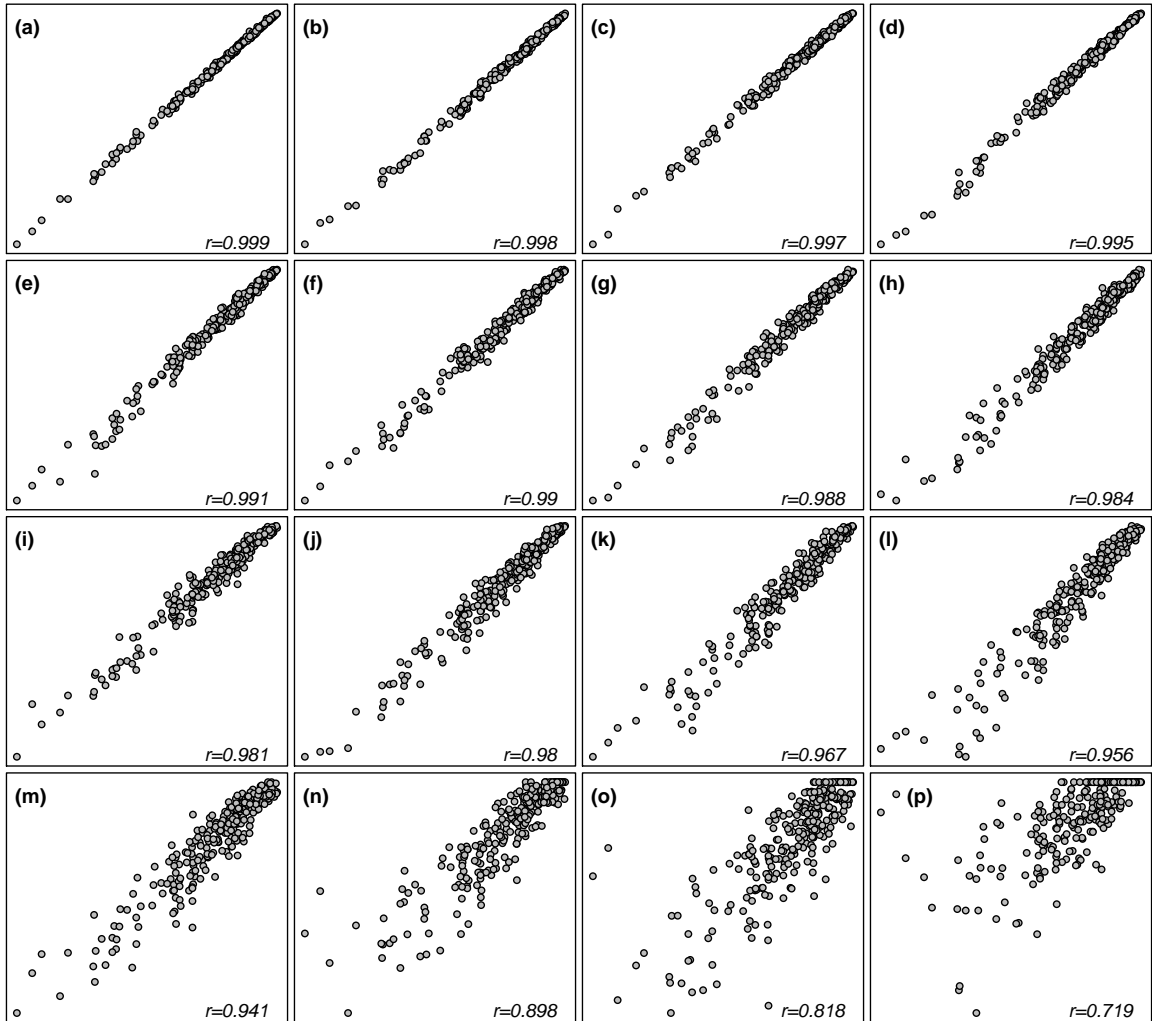 (a)
r=0.999
(b)
r=0.998
(c)
r=0.997
(d)
r=0.995
(e)
r=0.991
(f)
r=0.99
(g)
r=0.988
(h)
r=0.984
(i)
r=0.981
(j)
r=0.98
(k)
r=0.967
(l)
r=0.956
(m)
r=0.941
(n)
r=0.898
(o)
r=0.818
(p)
r=0.719